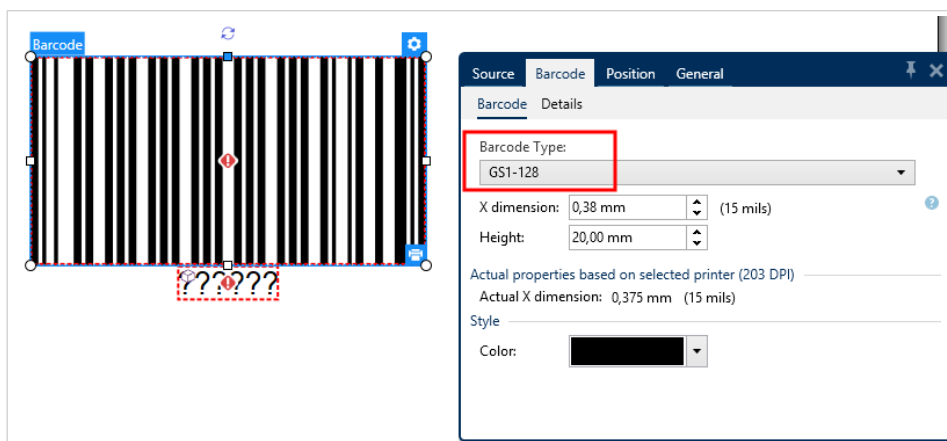 Barcode
??????
Source Barcode Position General
Barcode Details
Barcode Type:
GS1-128
X dimension: 0,38 mm (15 mils)
Height: 20,00 mm
Actual properties based on selected printer (203 DPI)
Actual X dimension: 0,375 mm (15 mils)
Style
Color: